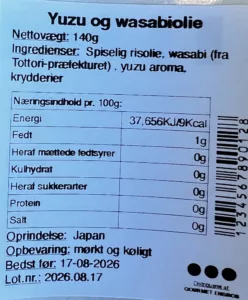 Yuzu og wasabiolie
Nettovægt: 140g
Ingredienser: Spiselig risolie, wasabi (fra
Tottori-præfekturet) . yuzu aroma,
krydderier
Næringsindhold pr. 100g:
Energi 37,656KJ/9Kcal
Fedt 1g
Heraf mættede fedtsyrer 0g
Kulhydrat 0g
Heraf sukkerarter 0g
Protein 0g
Salt 0g
Oprindelse: Japan
Opbevaring: mørkt og køligt
Bedst før: 17-08-2026
Lot.nr.: 2026.08.17